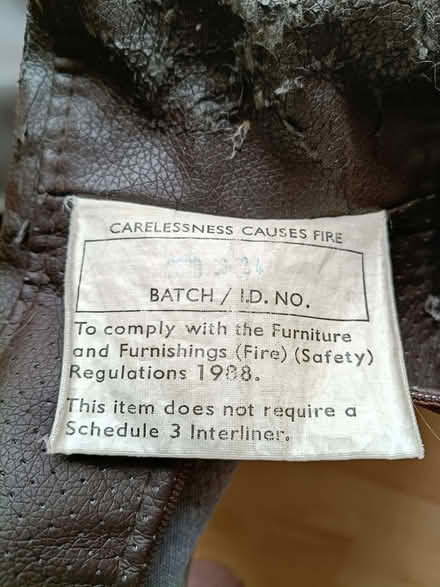 CARELESSNESS CAUSES FIRE
BATCH / I.D. NO.
To comply with the Furniture
and Furnishings (Fire) (Safety)
Regulations 1988.
This item does not require a
Schedule 3 Interliner.